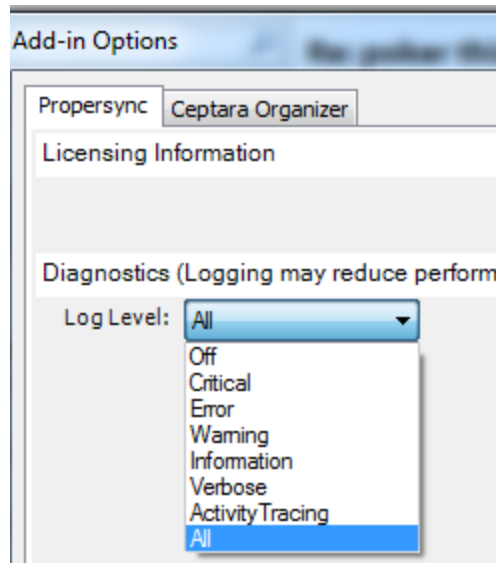 Add-in Options
Propersync
Ceptara Organizer
Licensing Information
Diagnostics (Logging may reduce perform
Log Level: All
Off
Critical
Error
Warning
Information
Verbose
ActivityTracing
All